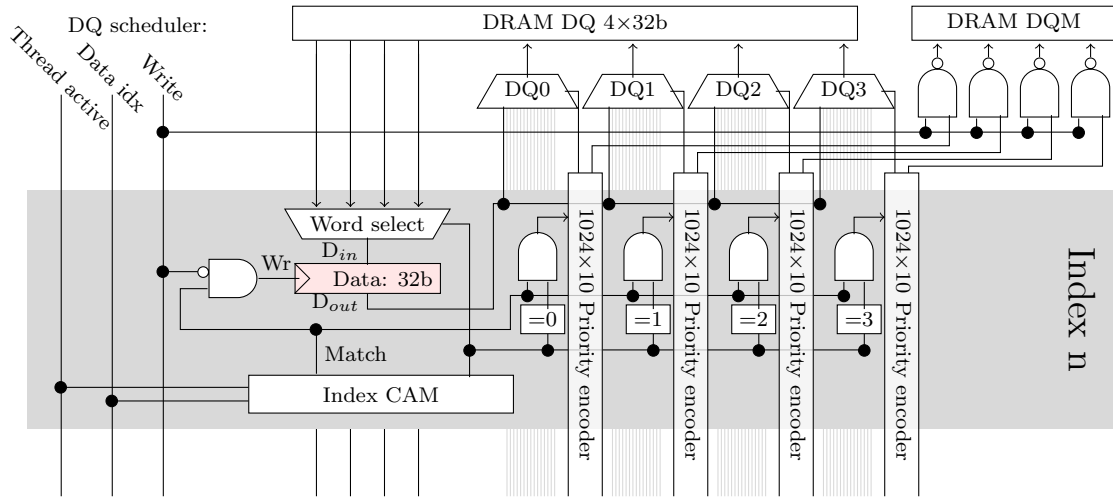 DQ scheduler:
DRAM DQ 4×32b
DRAM DQM
Thread active
Data idx
Write
DQ0
DQ1
DQ2
DQ3
Word select
D_in
Wr
Data: 32b
D_out
=0
=1
=2
=3
Match
Index CAM
1024×10 Priority encoder
1024×10 Priority encoder
1024×10 Priority encoder
1024×10 Priority encoder
Index n